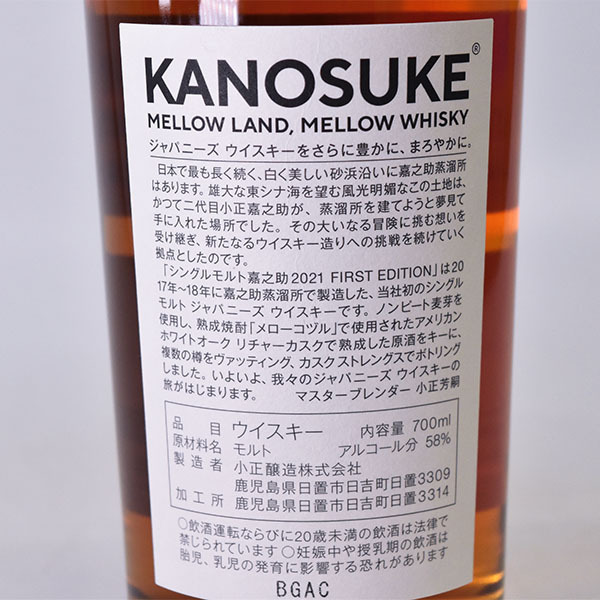 KANOSUKE®
MELLOW LAND, MELLOW WHISKY
ジャパニーズ ウイスキーをさらに豊かに、まろやかに。
日本で最も長く続く、白く美しい砂浜沿いに嘉之助蒸溜所
はあります。雄大な東シナ海を望む風光明媚なこの土地は、
かつて二代目小正嘉之助が、蒸溜所を建てようと夢見て
手に入れた場所でした。その大いなる冒険に挑む想いを
受け継ぎ、新たなるウイスキー造りへの挑戦を続けていく
拠点としたのです。
「シングルモルト嘉之助2021 FIRST EDITION」は20
17年〜18年に嘉之助蒸溜所で製造した、当社初のシングル
モルト ジャパニーズ ウイスキーです。ノンピート麦芽を
使用し、熟成焼酎「メローコヅル」で使用されたアメリカン
ホワイトオーク リチャーカスクで熟成した原酒をキーに、
複数の樽をヴァッティング、カスクストレングスでボトリング
しました。いよいよ、我々のジャパニーズ ウイスキーの
旅がはじまります。 マスターブレンダー 小正芳嗣
品目 ウイスキー 内容量 700ml
原材料名 モルト アルコール分 58%
製造者 小正醸造株式会社
鹿児島県日置市日吉町日置3309
加工所 鹿児島県日置市日吉町日置3314
○飲酒運転ならびに20歳未満の飲酒は法律で
禁じられています ○妊娠中や授乳期の飲酒は
胎児、乳児の発育に影響する恐れがあります
BGAC